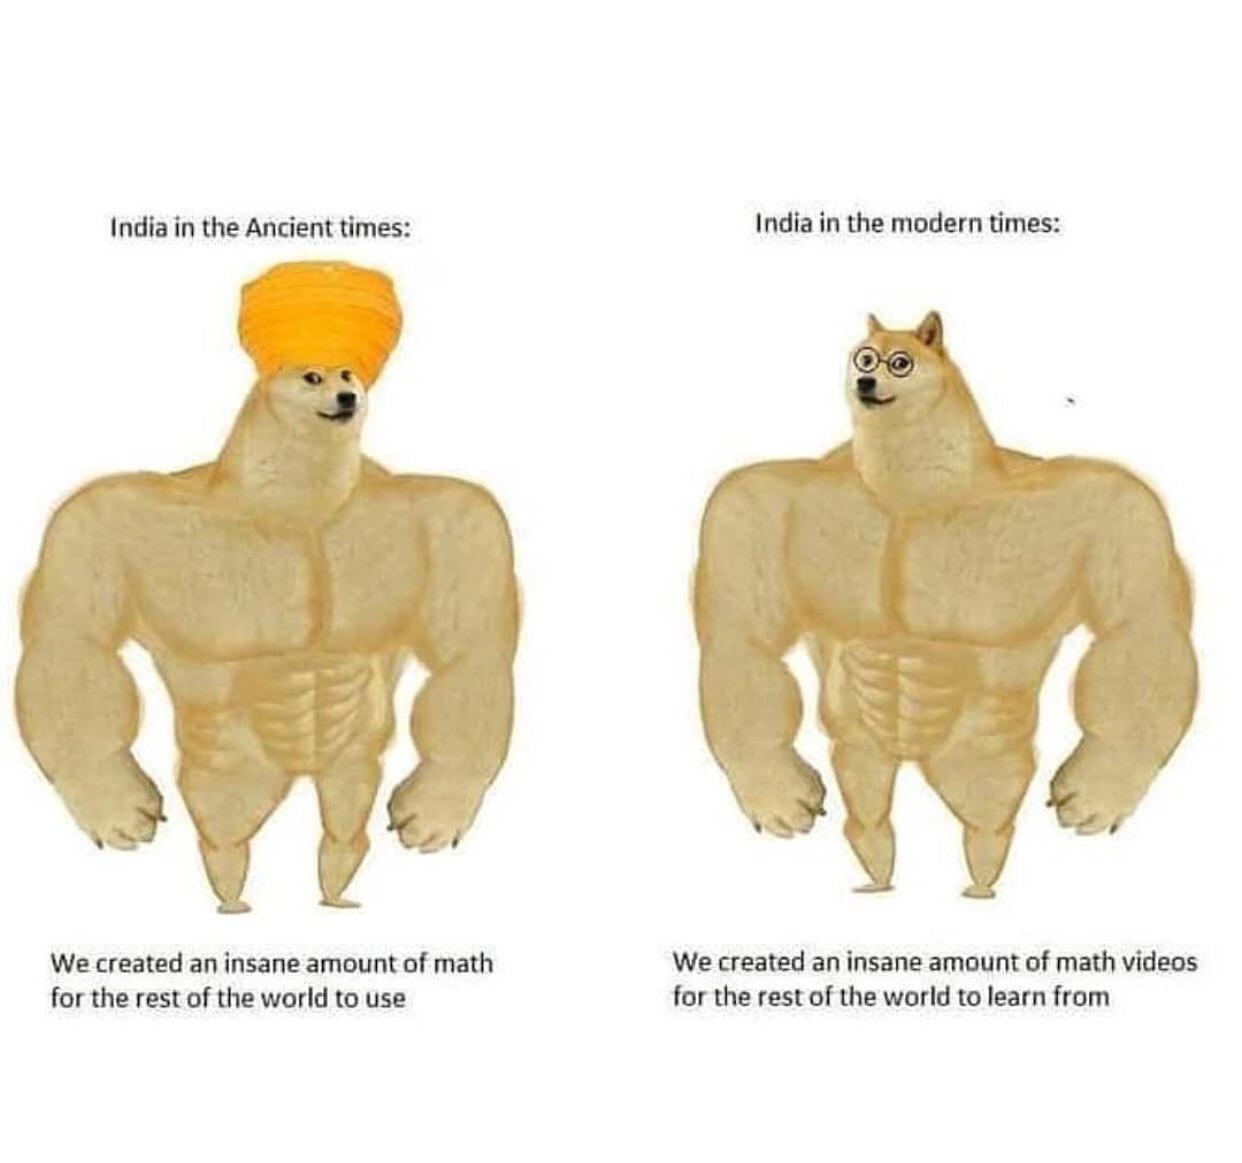 India in the Ancient times:
India in the modern times:
We created an insane amount of math
for the rest of the world to use
We created an insane amount of math videos
for the rest of the world to learn from